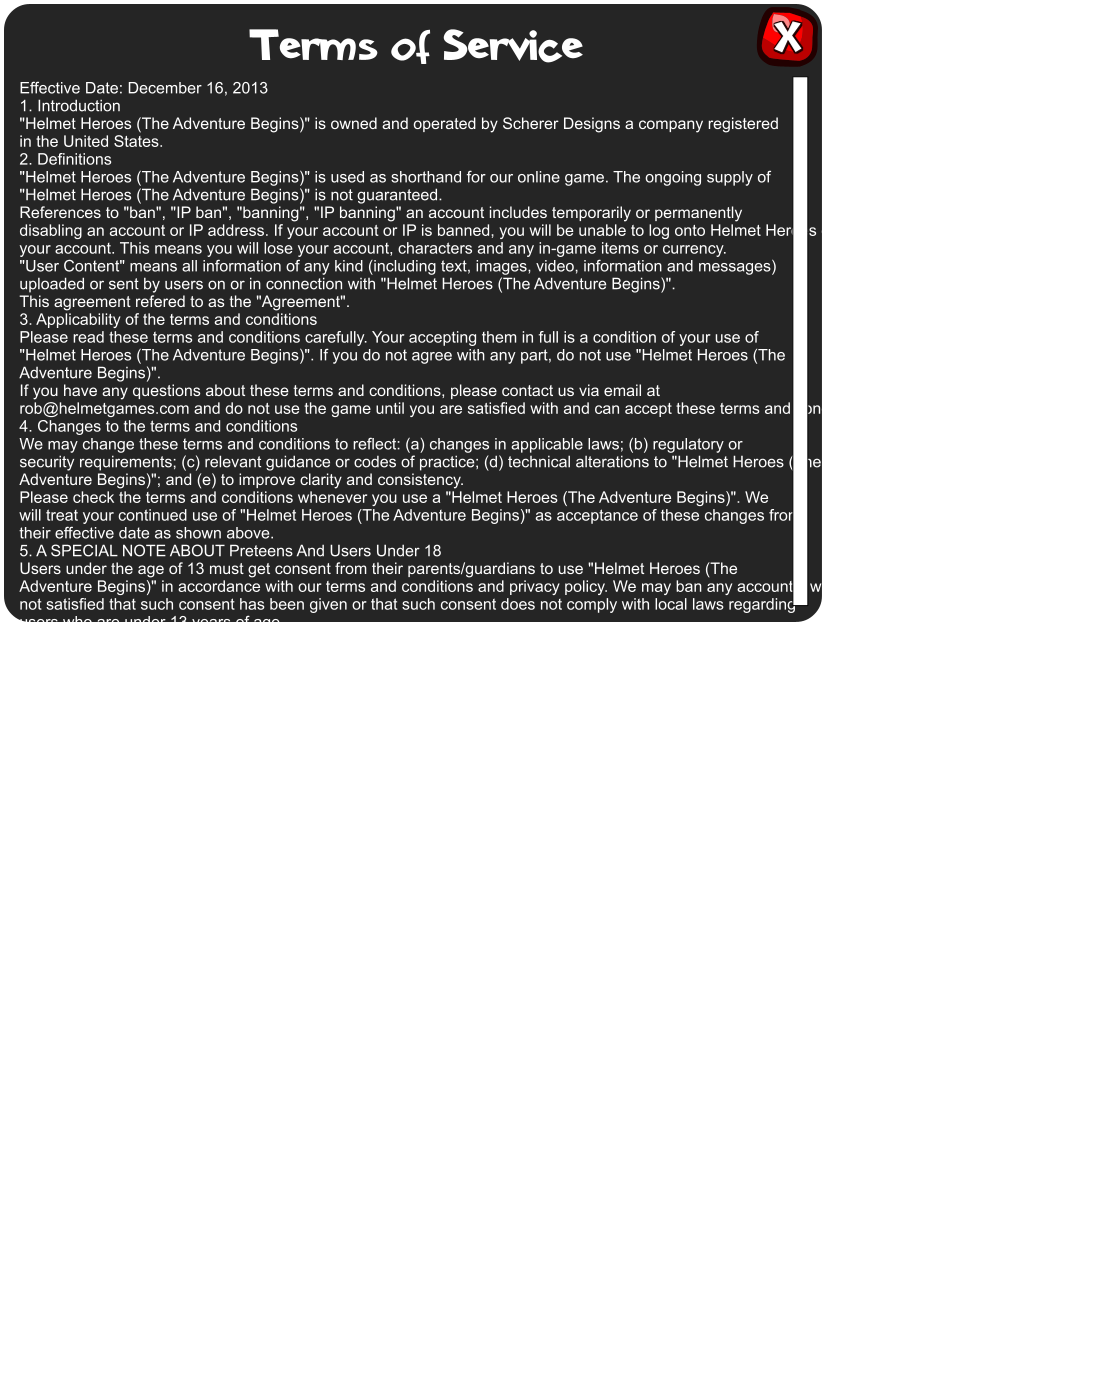 Terms of Service
X
Effective Date: December 16, 2013
1. Introduction
"Helmet Heroes (The Adventure Begins)" is owned and operated by Scherer Designs a company registered
in the United States.
2. Definitions
"Helmet Heroes (The Adventure Begins)" is used as shorthand for our online game. The ongoing supply of
"Helmet Heroes (The Adventure Begins)" is not guaranteed.
References to "ban", "IP ban", "banning", "IP banning" an account includes temporarily or permanently
disabling an account or IP address. If your account or IP is banned, you will be unable to log onto Helmet
your account. This means you will lose your account, characters and any in-game items or currency.
"User Content" means all information of any kind (including text, images, video, information and messages)
uploaded or sent by users on or in connection with "Helmet Heroes (The Adventure Begins)".
This agreement refered to as the "Agreement".
3. Applicability of the terms and conditions
Please read these terms and conditions carefully. Your accepting them in full is a condition of your use of
"Helmet Heroes (The Adventure Begins)". If you do not agree with any part, do not use "Helmet Heroes (The
Adventure Begins)".
If you have any questions about these terms and conditions, please contact us via email at
rob@helmetgames.com and do not use the game until you are satisfied with and can accept these terms and
4. Changes to the terms and conditions
We may change these terms and conditions to reflect: (a) changes in applicable laws; (b) regulatory or
security requirements; (c) relevant guidance or codes of practice; (d) technical alterations to "Helmet Heroes
Adventure Begins)"; and (e) to improve clarity and consistency.
Please check the terms and conditions whenever you use a "Helmet Heroes (The Adventure Begins)". We
will treat your continued use of "Helmet Heroes (The Adventure Begins)" as acceptance of these changes from
their effective date as shown above.
5. A SPECIAL NOTE ABOUT Preteens And Users Under 18
Users under the age of 13 must get consent from their parents/guardians to use "Helmet Heroes (The
Adventure Begins)" in accordance with our terms and conditions and privacy policy. We may ban any account
not satisfied that such consent has been given or that such consent does not comply with local laws regarding
users who are under 13 years of age